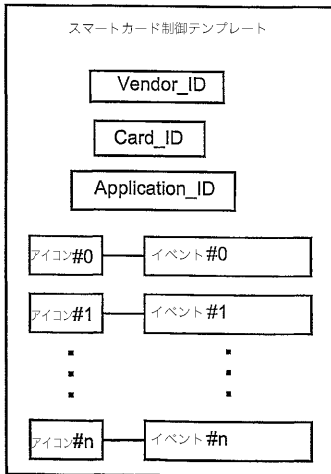 スマートカード制御テンプレート
Vendor_ID
Card_ID
Application_ID
アイコン#0 イベント#0
アイコン#1 イベント#1
アイコン#n イベント#n